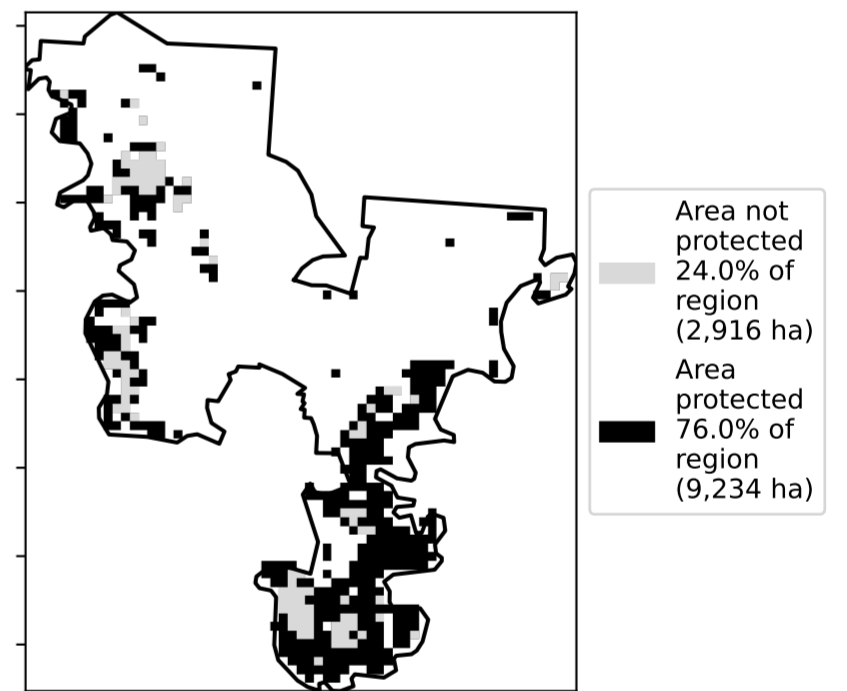 Area not
protected
24.0% of
region
(2,916 ha)
Area
protected
76.0% of
region
(9,234 ha)